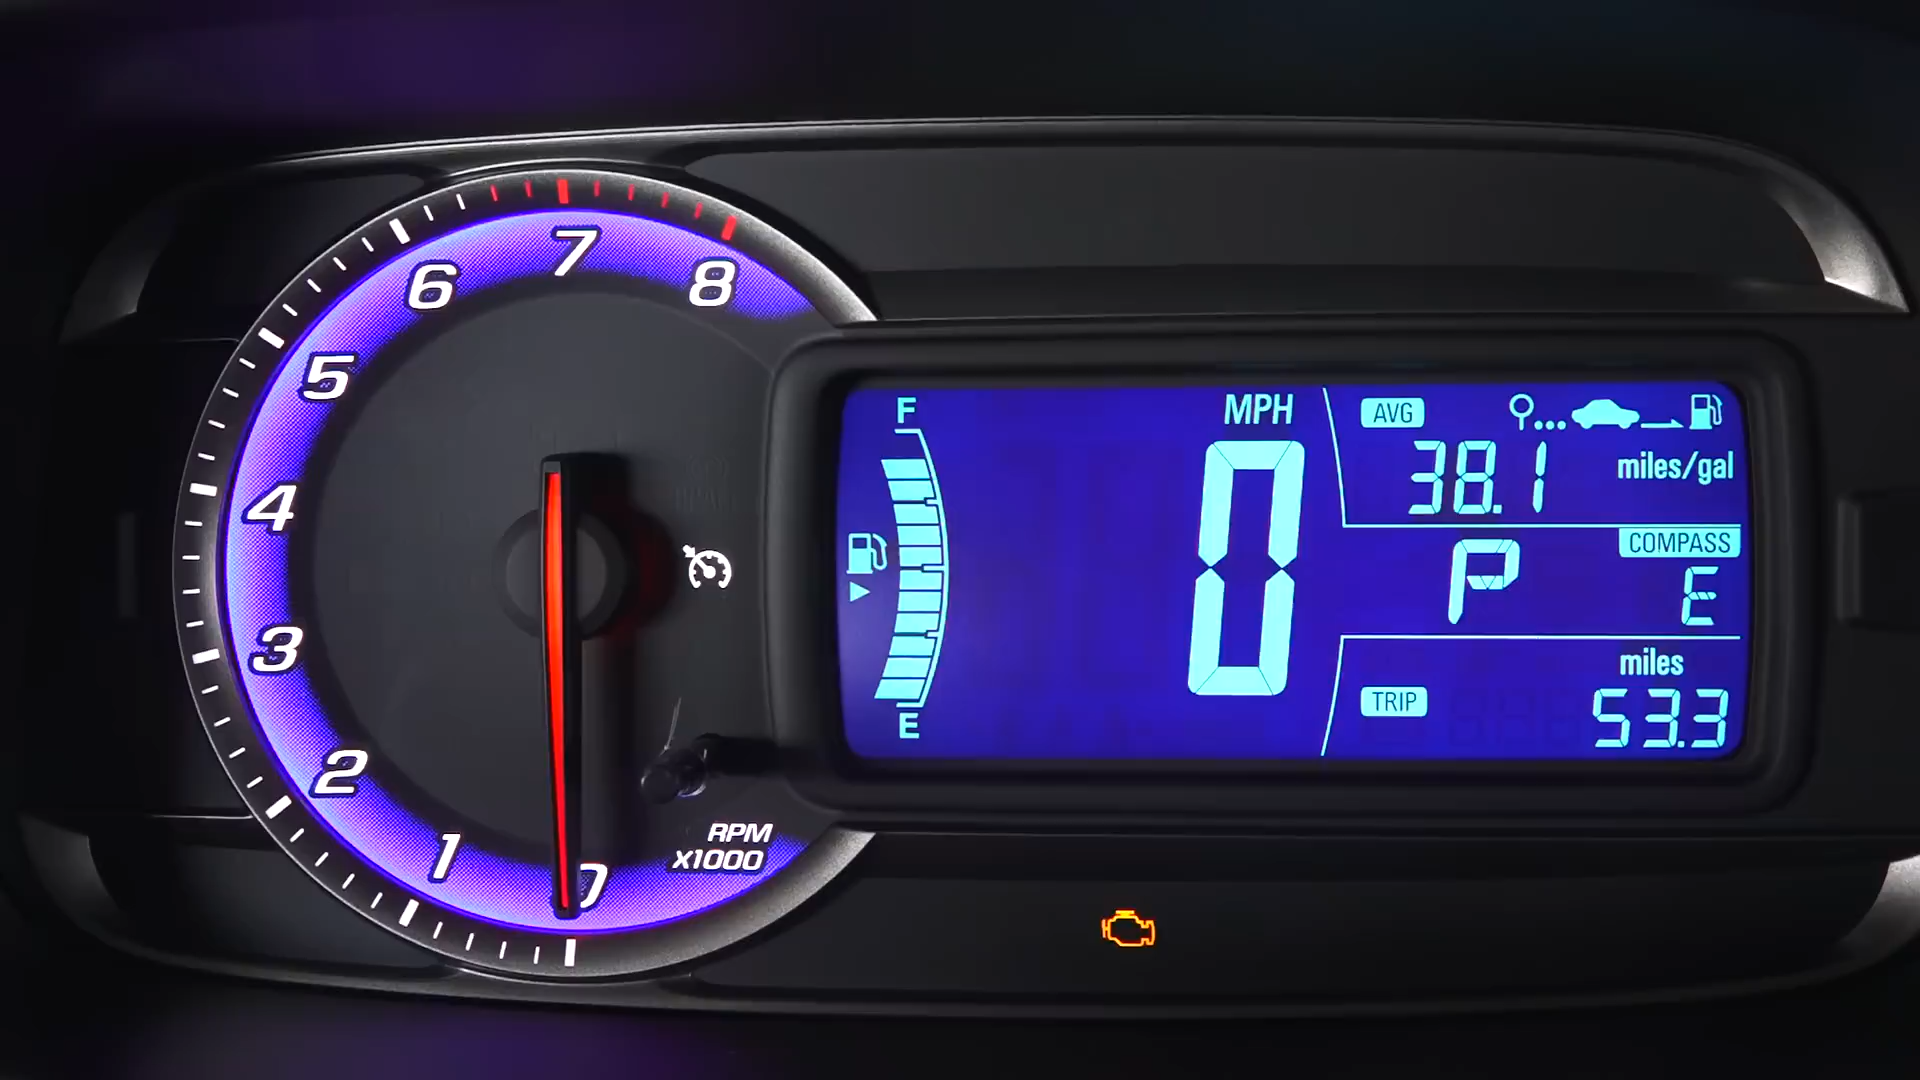 7
6
8
5
4
3
2
1
0
RPM
X1000
F
E
MPH
0
AVG
38.1 miles/gal
P
COMPASS
E
miles
TRIP 53.3